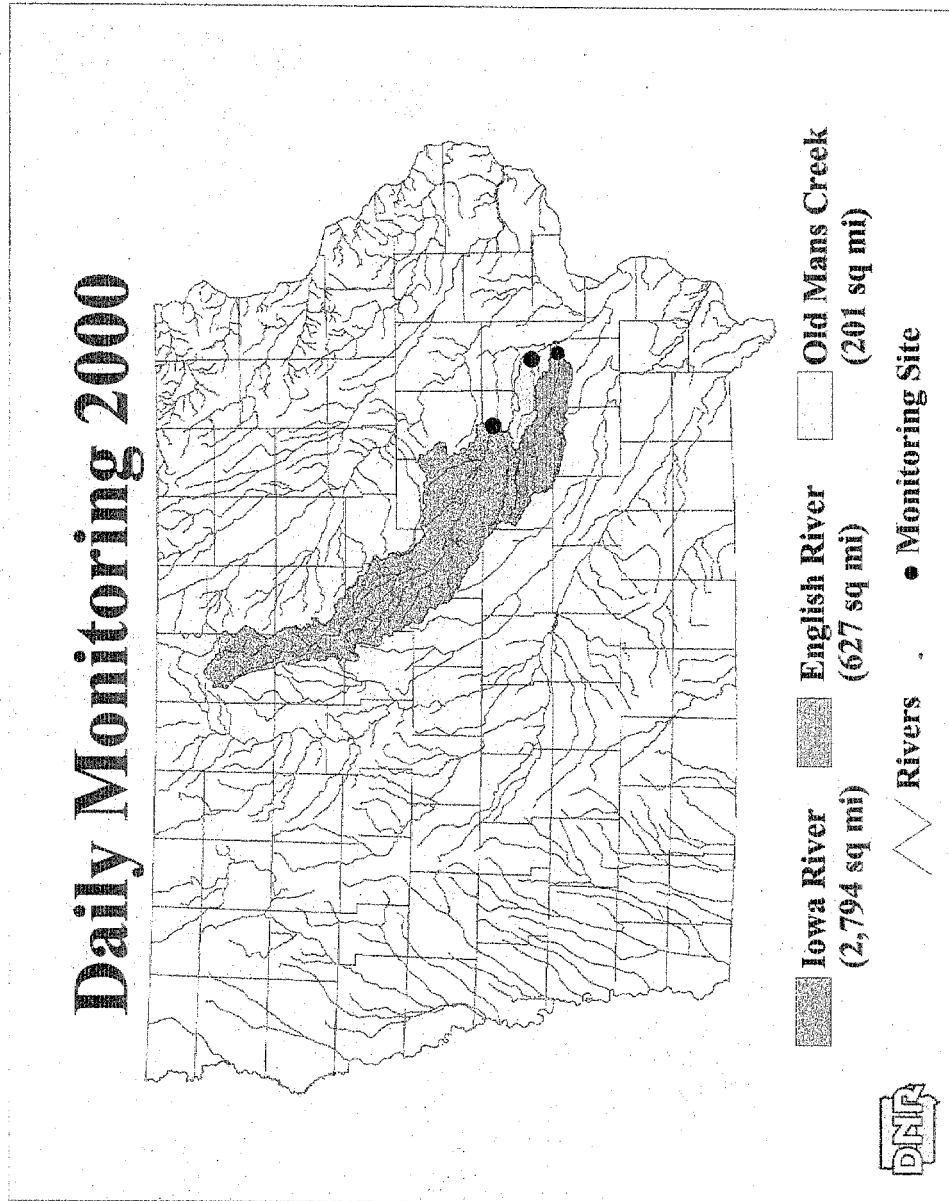 Daily Monitoring 2000
Iowa River
(2,794 sq mi)
English River
(627 sq mi)
Old Mans Creek
(201 sq mi)
Rivers
Monitoring Site
DNR